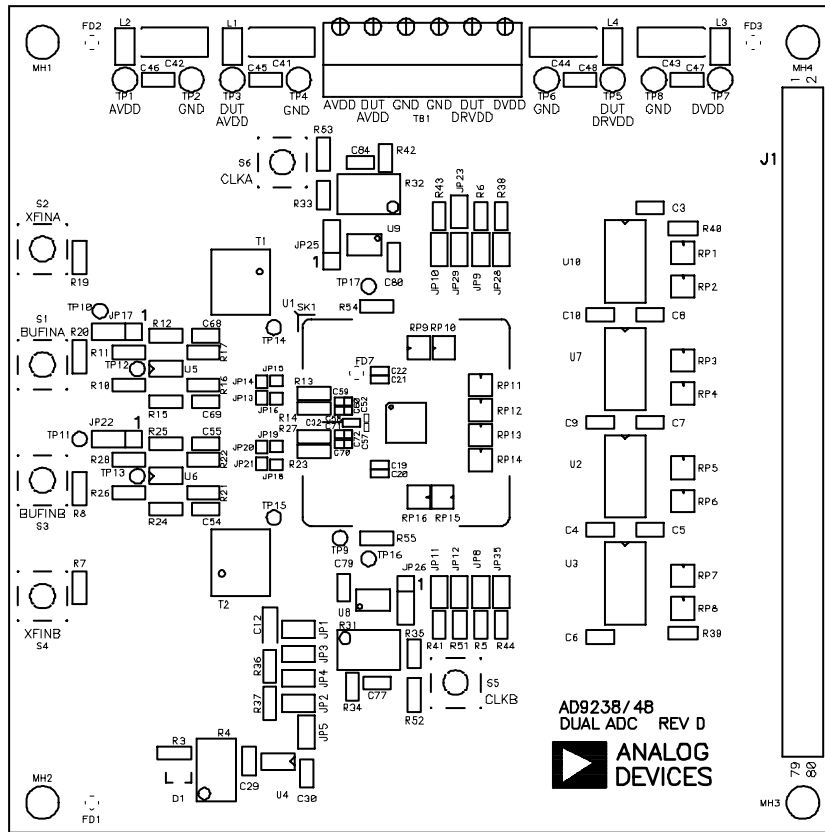 L2 L1 L4 L3
FD2 FD3
C42 C41 C44 C43
MH1 C46 C45 C48 C47 MH4
TP1 TP2 TP3 TP4 TP6 TP5 TP8 TP7
AVDD GND DUT AVDD GND GND DUT DRVDD GND DVDD
AVDD DUT AVDD GND GND DUT DRVDD DVDD
TB1
1 2
J1
R53 C84 R42
S6
CLKA
R32
R33
U9
R43 JP23 R6 R38
C3
R40
S2
XFINA
R19
T1
JP25
1
C80
TP17
JP10 JP29 JP9 JP28
U10
RP1
RP2
TP10
U1 SK1
R54
S1
BUFINA
R20
JP17 1
R12 C68
TP14
C10 C8
R11 R17
TP12 U5
R10 R16
R15 C69
RP9 RP10
FD7
C22
C21
U7
RP3
RP4
JP14 JP15
JP13 JP16
R13
C59
C60
C52
R14 C32
R27
C72
C57
C70
R23
RP11
RP12
RP13
RP14
JP22 1
TP11
R25 C55
R28 R22
TP13 U6
R26 R21
R24 C54
JP19
JP20
JP21 JP18
C19
C20
C9 C7
U2
RP5
RP6
BUFINB
S3
R8
TP15
RP16 RP15
C4 C5
R7
T2
TP9
R55
TP16
C79
JP26
1
JP11 JP12 JP8 JP35
U3
RP7
RP8
XFINB
S4
U8
C12
JP1
R31
R35
R41 R51 R5 R44
C6
R39
R36
JP3
JP4
R37
JP2
R34
C77
R52
S5
CLKB
JP5
AD9238/48
DUAL ADC REV D
R3
R4
D1
C29
U4
C30
ANALOG
DEVICES
79 80
MH2
FD1
MH3